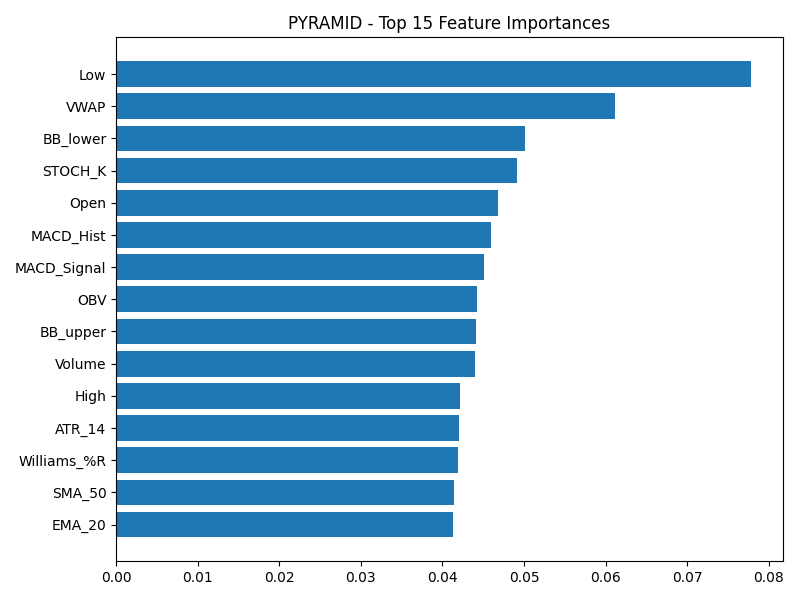 PYRAMID - Top 15 Feature Importances
Low
VWAP
BB_lower
STOCH_K
Open
MACD_Hist
MACD_Signal
OBV
BB_upper
Volume
High
ATR_14
Williams_%R
SMA_50
EMA_20
0.00 0.01 0.02 0.03 0.04 0.05 0.06 0.07 0.08